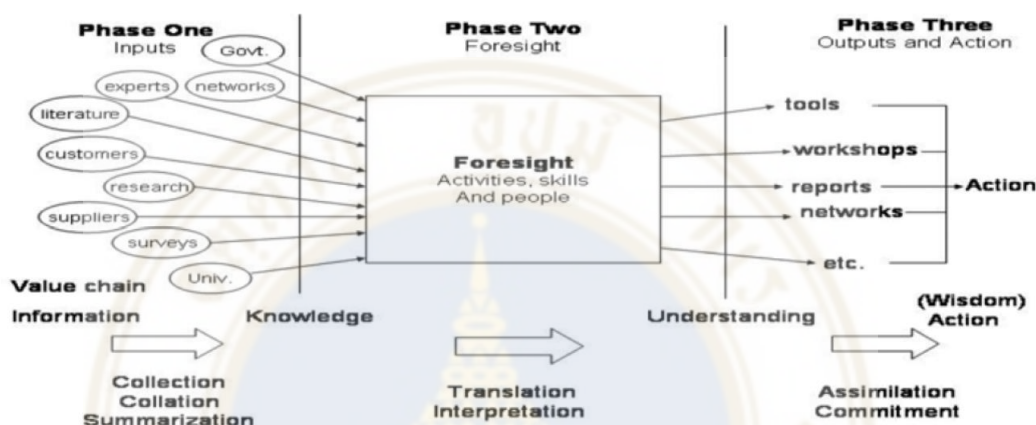 Phase One
Inputs
Phase Two
Foresight
Phase Three
Outputs and Action
Govt.
experts
networks
literature
customers
research
suppliers
surveys
Univ.
Foresight
Activities, skills
And people
tools
workshops
reports
networks
etc.
Action
Value chain
Information
Knowledge
Understanding
(Wisdom)
Action
Collection
Collation
Summarization
Translation
Interpretation
Assimilation
Commitment